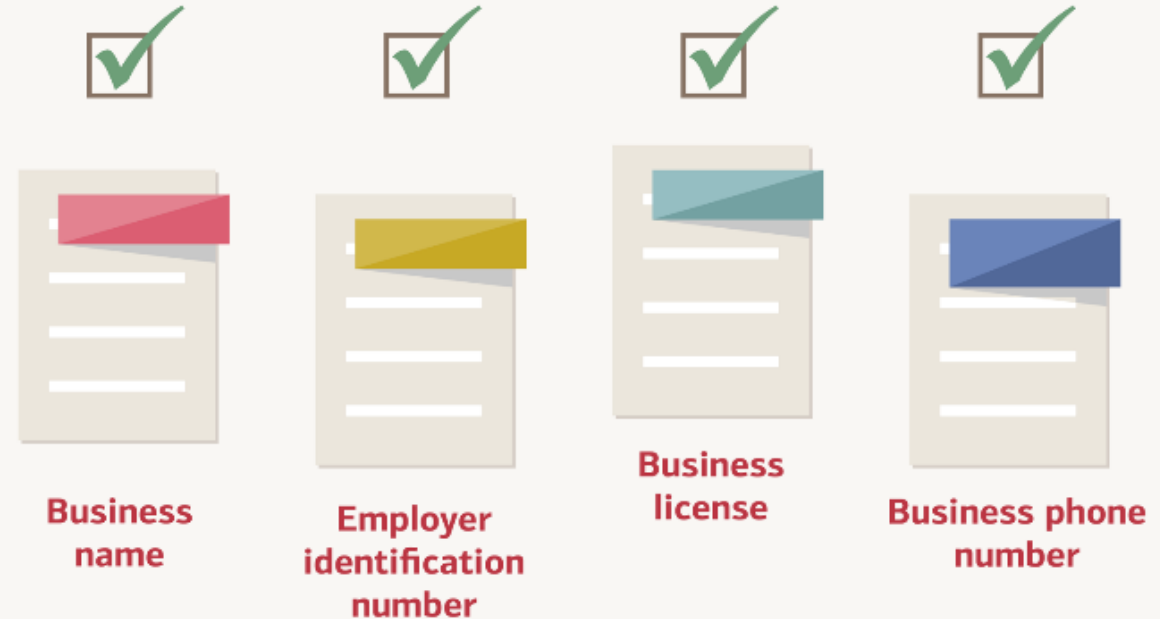 Business
name
Employer
identification
number
Business
license
Business phone
number